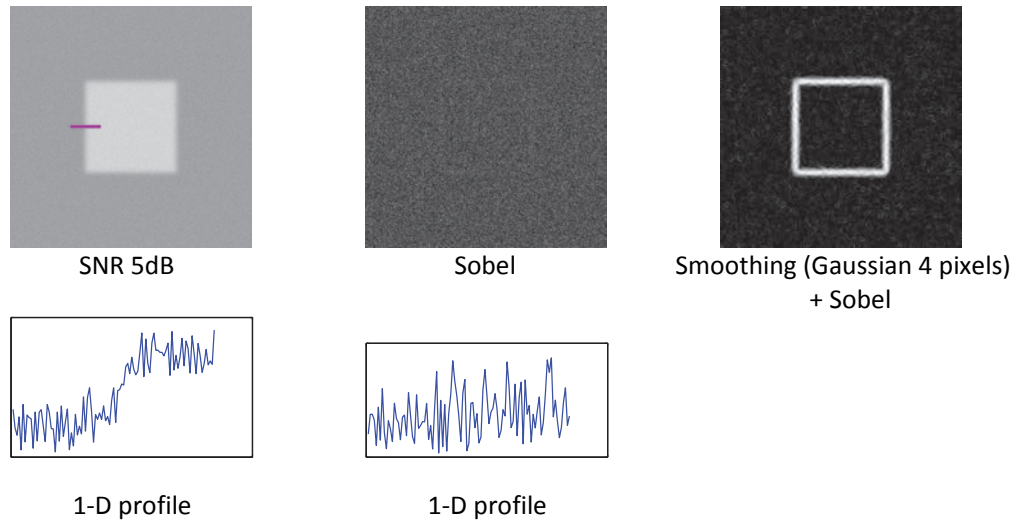 SNR 5dB
Sobel
Smoothing (Gaussian 4 pixels)
+ Sobel
1-D profile
1-D profile